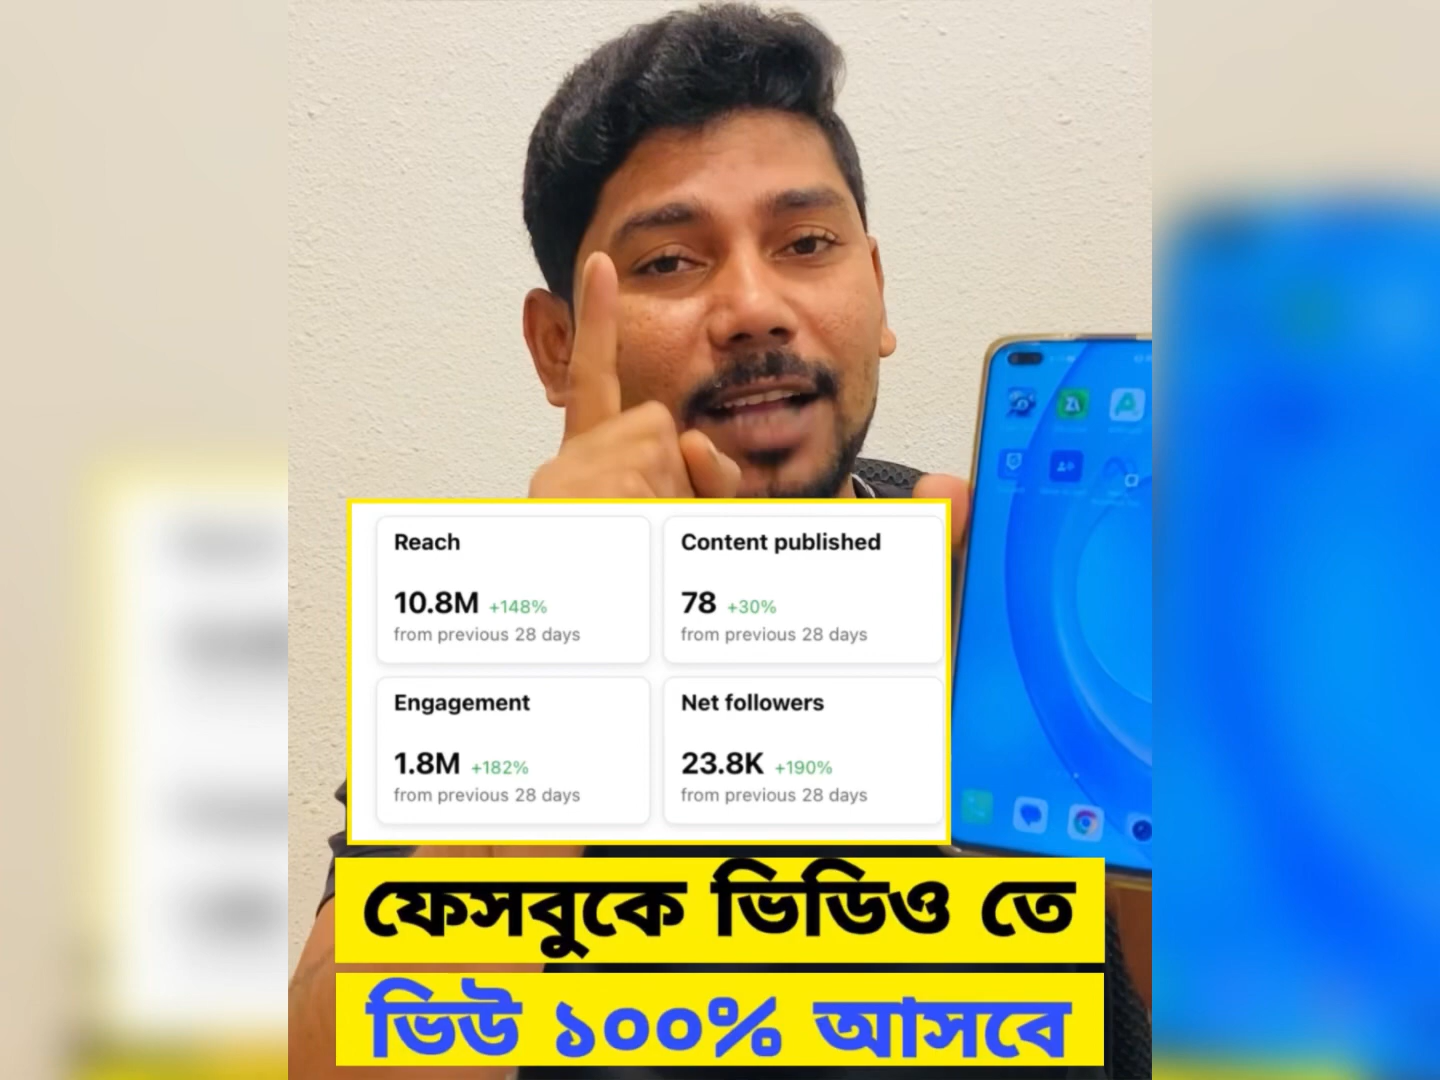 Reach
10.8M +148%
from previous 28 days
Content published
78 +30%
from previous 28 days
Engagement
1.8M +182%
from previous 28 days
Net followers
23.8K +190%
from previous 28 days
ফেসবুকে ভিডিও তে
ভিউ ১০০% আসবে